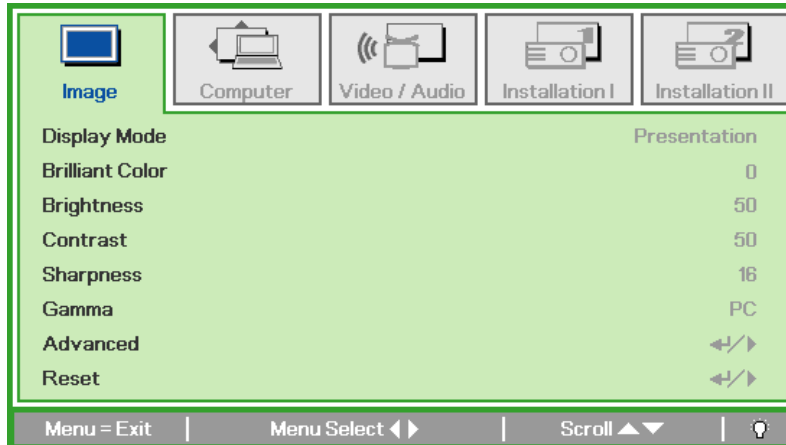 Image Computer Video / Audio Installation I Installation II
Display Mode Presentation
Brilliant Color 0
Brightness 50
Contrast 50
Sharpness 16
Gamma PC
Advanced
Reset
Menu = Exit Menu Select Scroll